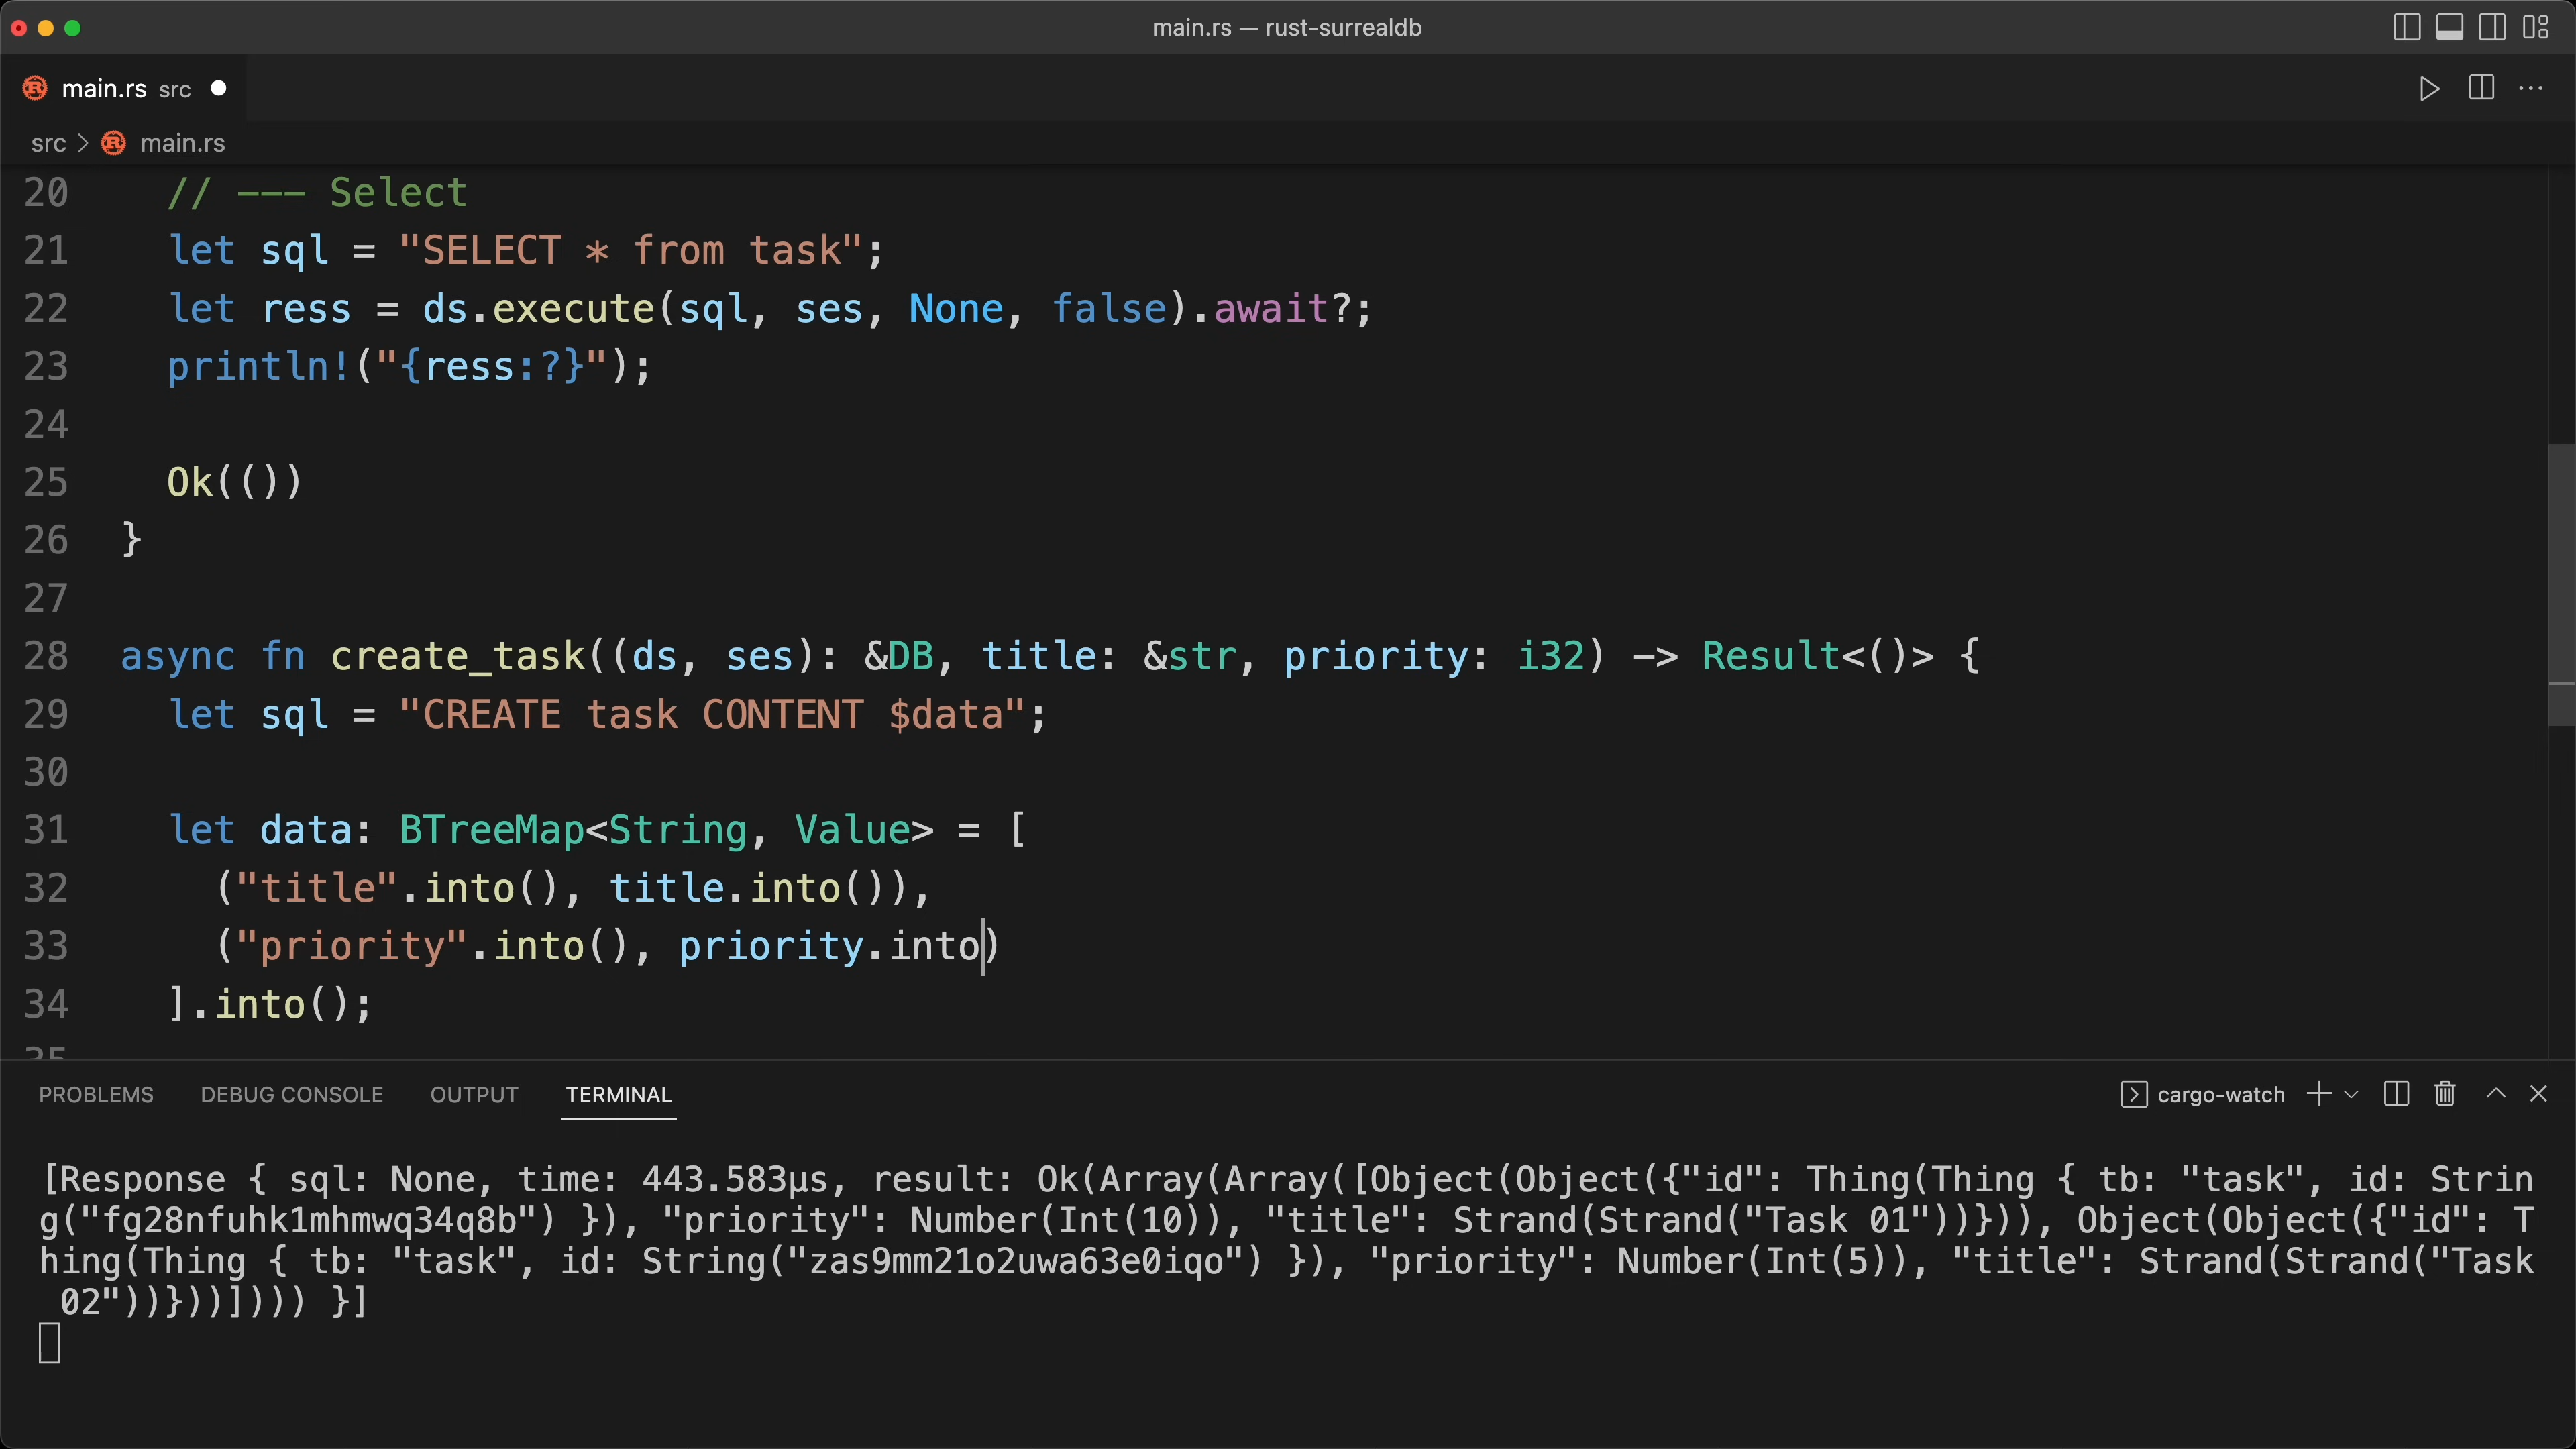 main.rs — rust-surrealdb
main.rs src
src > main.rs
20 // --- Select
21 let sql = "SELECT * from task";
22 let ress = ds.execute(sql, ses, None, false).await?;
23 println!("{ress:?}");
24
25 Ok(())
26 }
27
28 async fn create_task((ds, ses): &DB, title: &str, priority: i32) -> Result<()> {
29 let sql = "CREATE task CONTENT $data";
30
31 let data: BTreeMap<String, Value> = [
32 ("title".into(), title.into()),
33 ("priority".into(), priority.into)
34 ].into();
35
PROBLEMS DEBUG CONSOLE OUTPUT TERMINAL cargo-watch
[Response { sql: None, time: 443.583µs, result: Ok(Array(Array([Object(Object({"id": Thing(Thing { tb: "task", id: Strin
g("fg28nfuhk1mhmwq34q8b") }), "priority": Number(Int(10)), "title": Strand(Strand("Task 01"))})), Object(Object({"id": T
hing(Thing { tb: "task", id: String("zas9mm21o2uwa63e0iqo") }), "priority": Number(Int(5)), "title": Strand(Strand("Task
02"))}))]))) }]